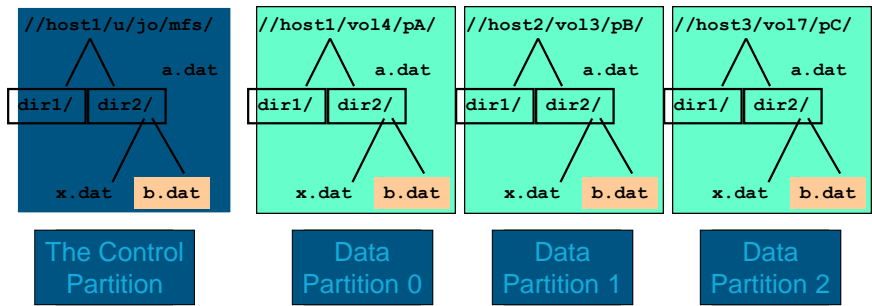 //host1/u/jo/mfs/
a.dat
dir1/ dir2/
x.dat b.dat
The Control
Partition
//host1/vol4/pA/
a.dat
dir1/ dir2/
x.dat b.dat
Data
Partition 0
//host2/vol3/pB/
a.dat
dir1/ dir2/
x.dat b.dat
Data
Partition 1
//host3/vol7/pC/
a.dat
dir1/ dir2/
x.dat b.dat
Data
Partition 2